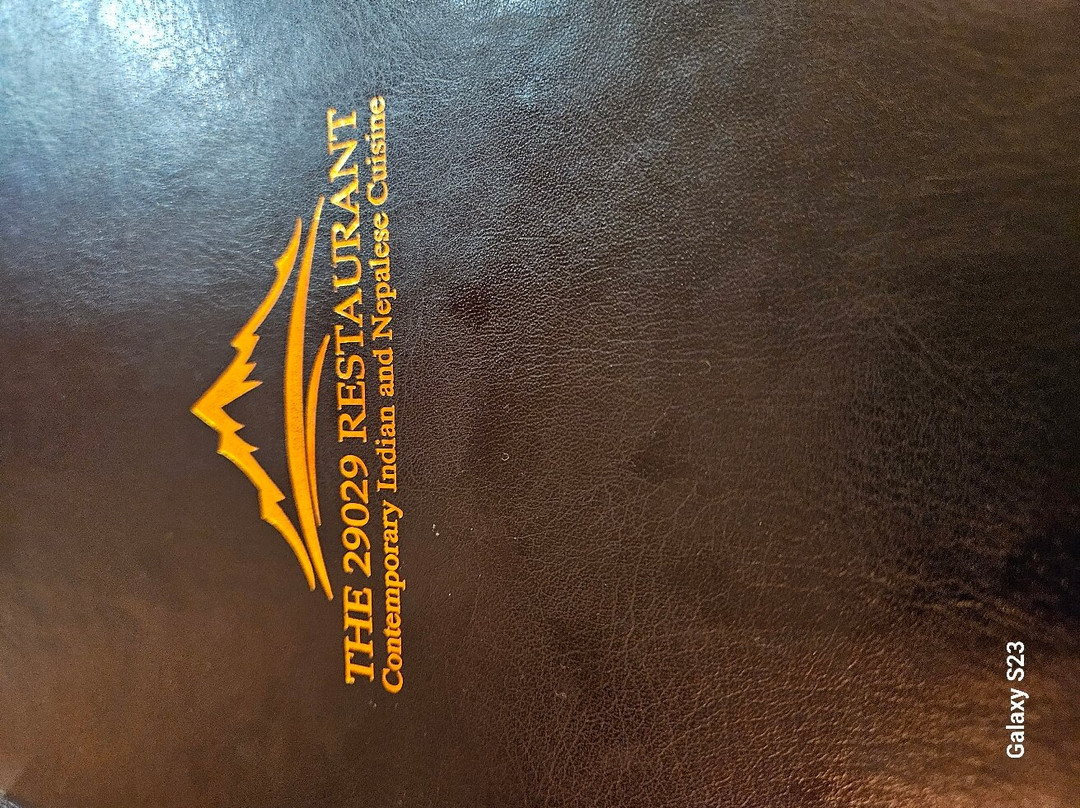 THE 29029 RESTAURANT
Contemporary Indian and Nepalese Cuisine
Galaxy S23